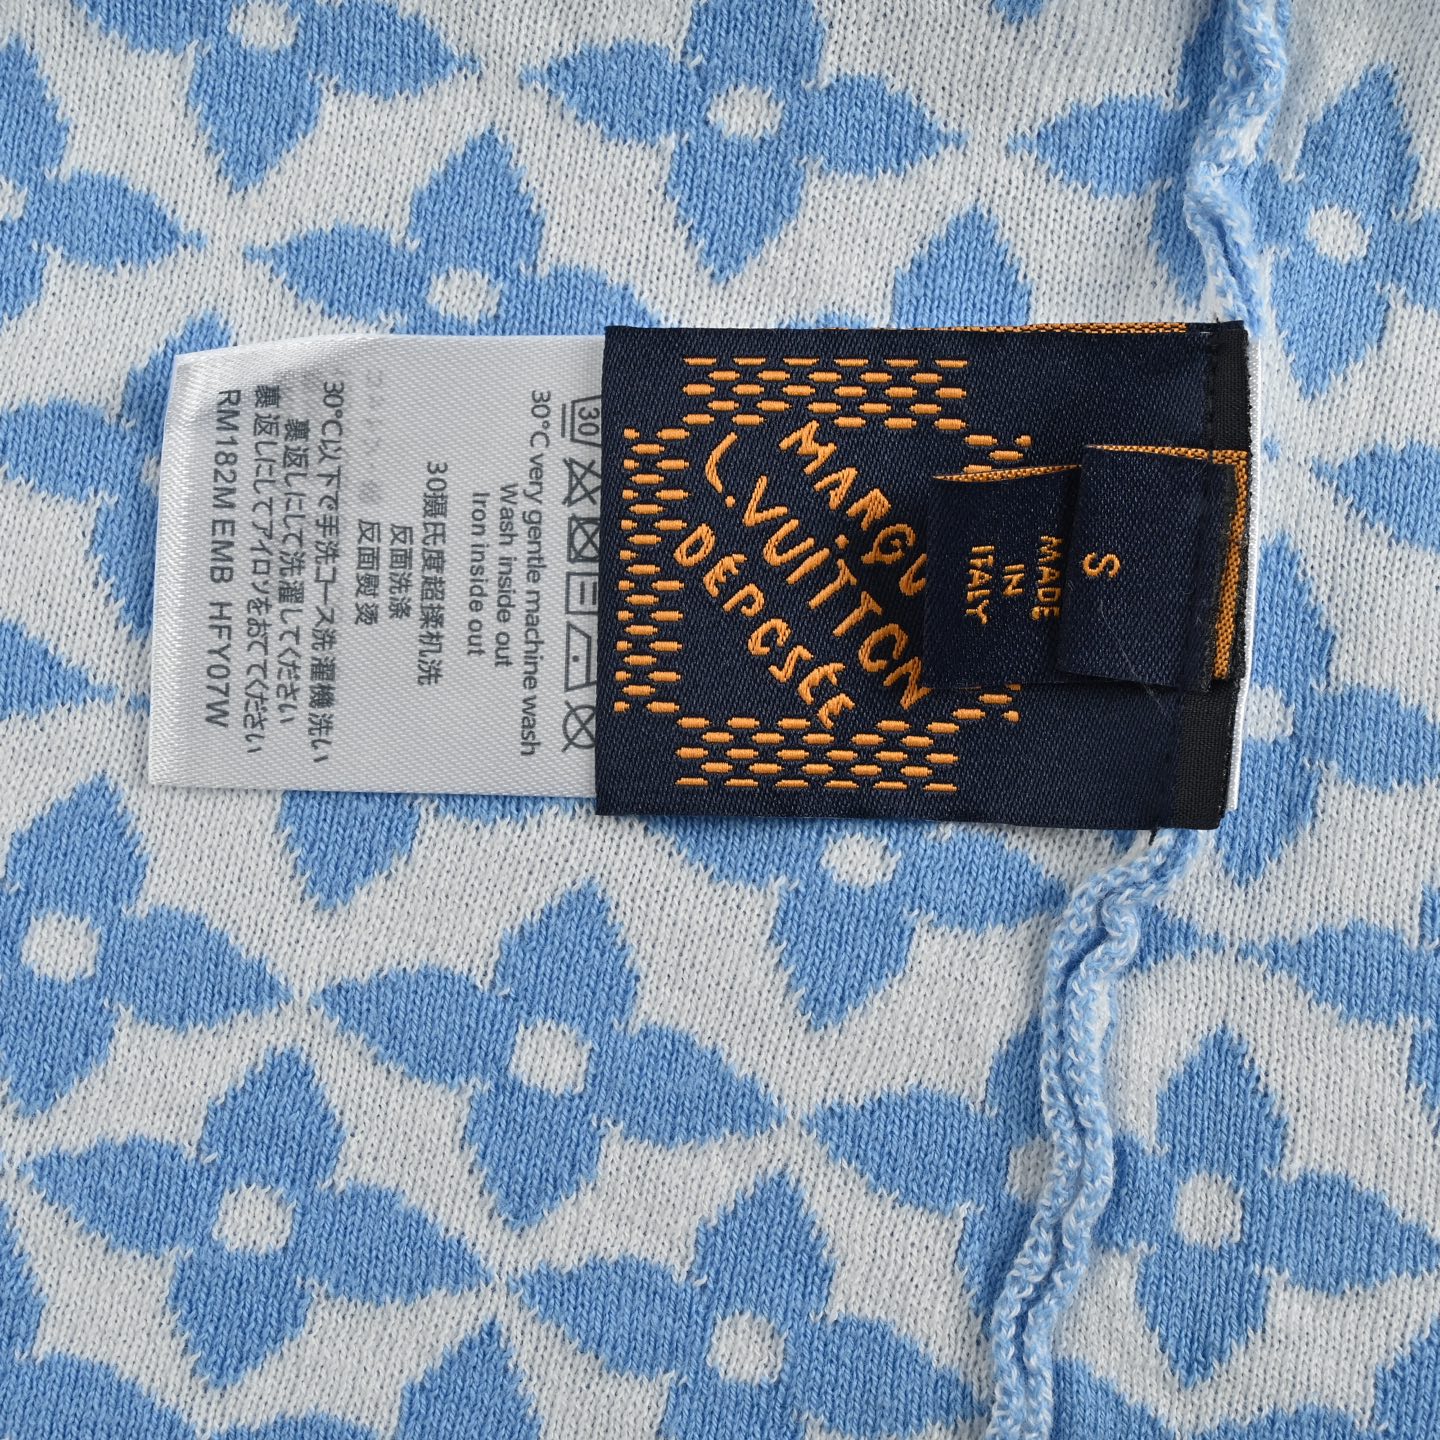 30
30°C very gentle machine wash
Wash inside out
Iron inside out
30摄氏度超揉机洗
反面洗涤
反面熨烫
30°C以下で手洗コース洗濯機洗い
裏返しにして洗濯してください
裏返しにしてアイロンをおててください
RM182M EMB HFY07W
L.VUITTON
DÉPOSÉE
MADE
IN
ITALY
S